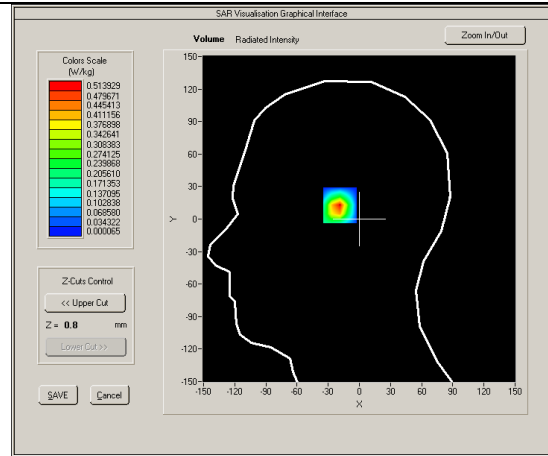 SAR Visualisation Graphical Interface
Volume Radiated Intensity
Zoom In/Out
Colors Scale
(W/kg)
0.513929
0.479671
0.445413
0.411156
0.376898
0.342641
0.308383
0.274125
0.239868
0.205610
0.171353
0.137095
0.102838
0.068580
0.034322
0.000065
Z-Cuts Control
<< Upper Cut
Z = 0.8 mm
Lower Cut >>
SAVE Cancel
150
120
90
60
30
Y 0
-30
-60
-90
-120
-150
-150 -120 -90 -60 -30 0 30 60 90 120 150
X